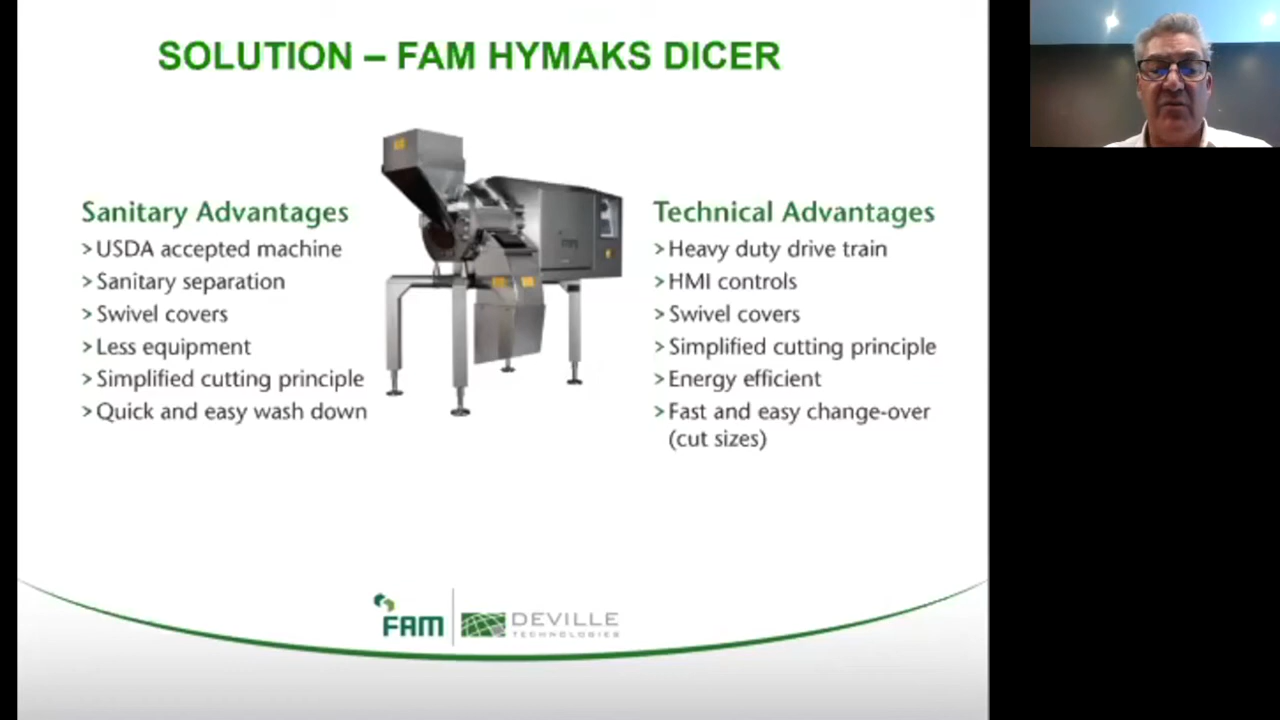 SOLUTION – FAM HYMAKS DICER
Sanitary Advantages
>USDA accepted machine
>Sanitary separation
>Swivel covers
>Less equipment
>Simplified cutting principle
>Quick and easy wash down
Technical Advantages
>Heavy duty drive train
>HMI controls
>Swivel covers
>Simplified cutting principle
>Energy efficient
>Fast and easy change-over
(cut sizes)
FAM
DEVILLE
TECHNOLOGIES